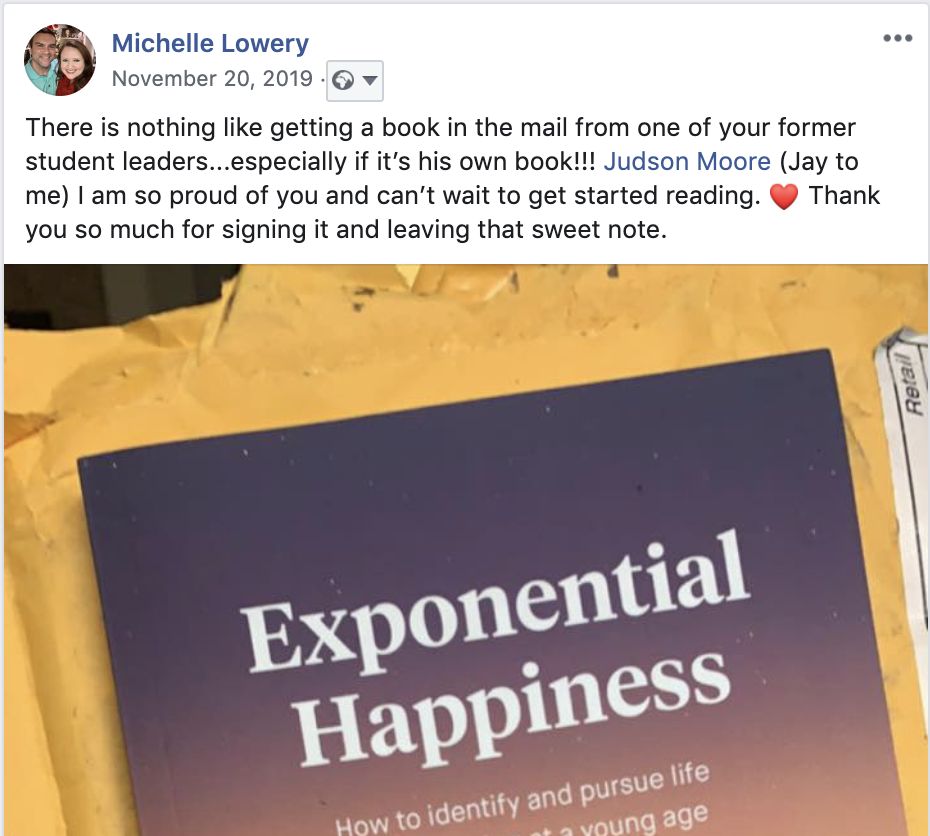 Michelle Lowery
November 20, 2019 ·
There is nothing like getting a book in the mail from one of your former
student leaders...especially if it’s his own book!!! Judson Moore (Jay to
me) I am so proud of you and can’t wait to get started reading. ♥️ Thank
you so much for signing it and leaving that sweet note.
Retail
Exponential
Happiness
How to identify and pursue life
a young age